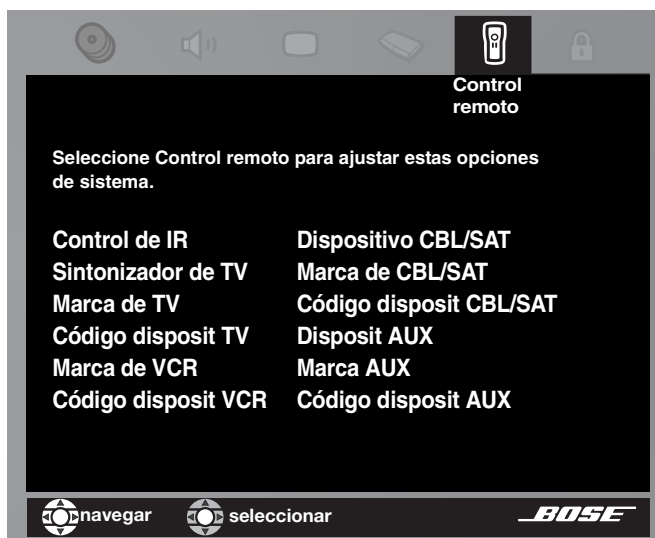 Control
remoto
Seleccione Control remoto para ajustar estas opciones
de sistema.
Control de IR
Sintonizador de TV
Marca de TV
Código disposit TV
Marca de VCR
Código disposit VCR
Dispositivo CBL/SAT
Marca de CBL/SAT
Código disposit CBL/SAT
Disposit AUX
Marca AUX
Código disposit AUX
navegar
seleccionar
BOSE